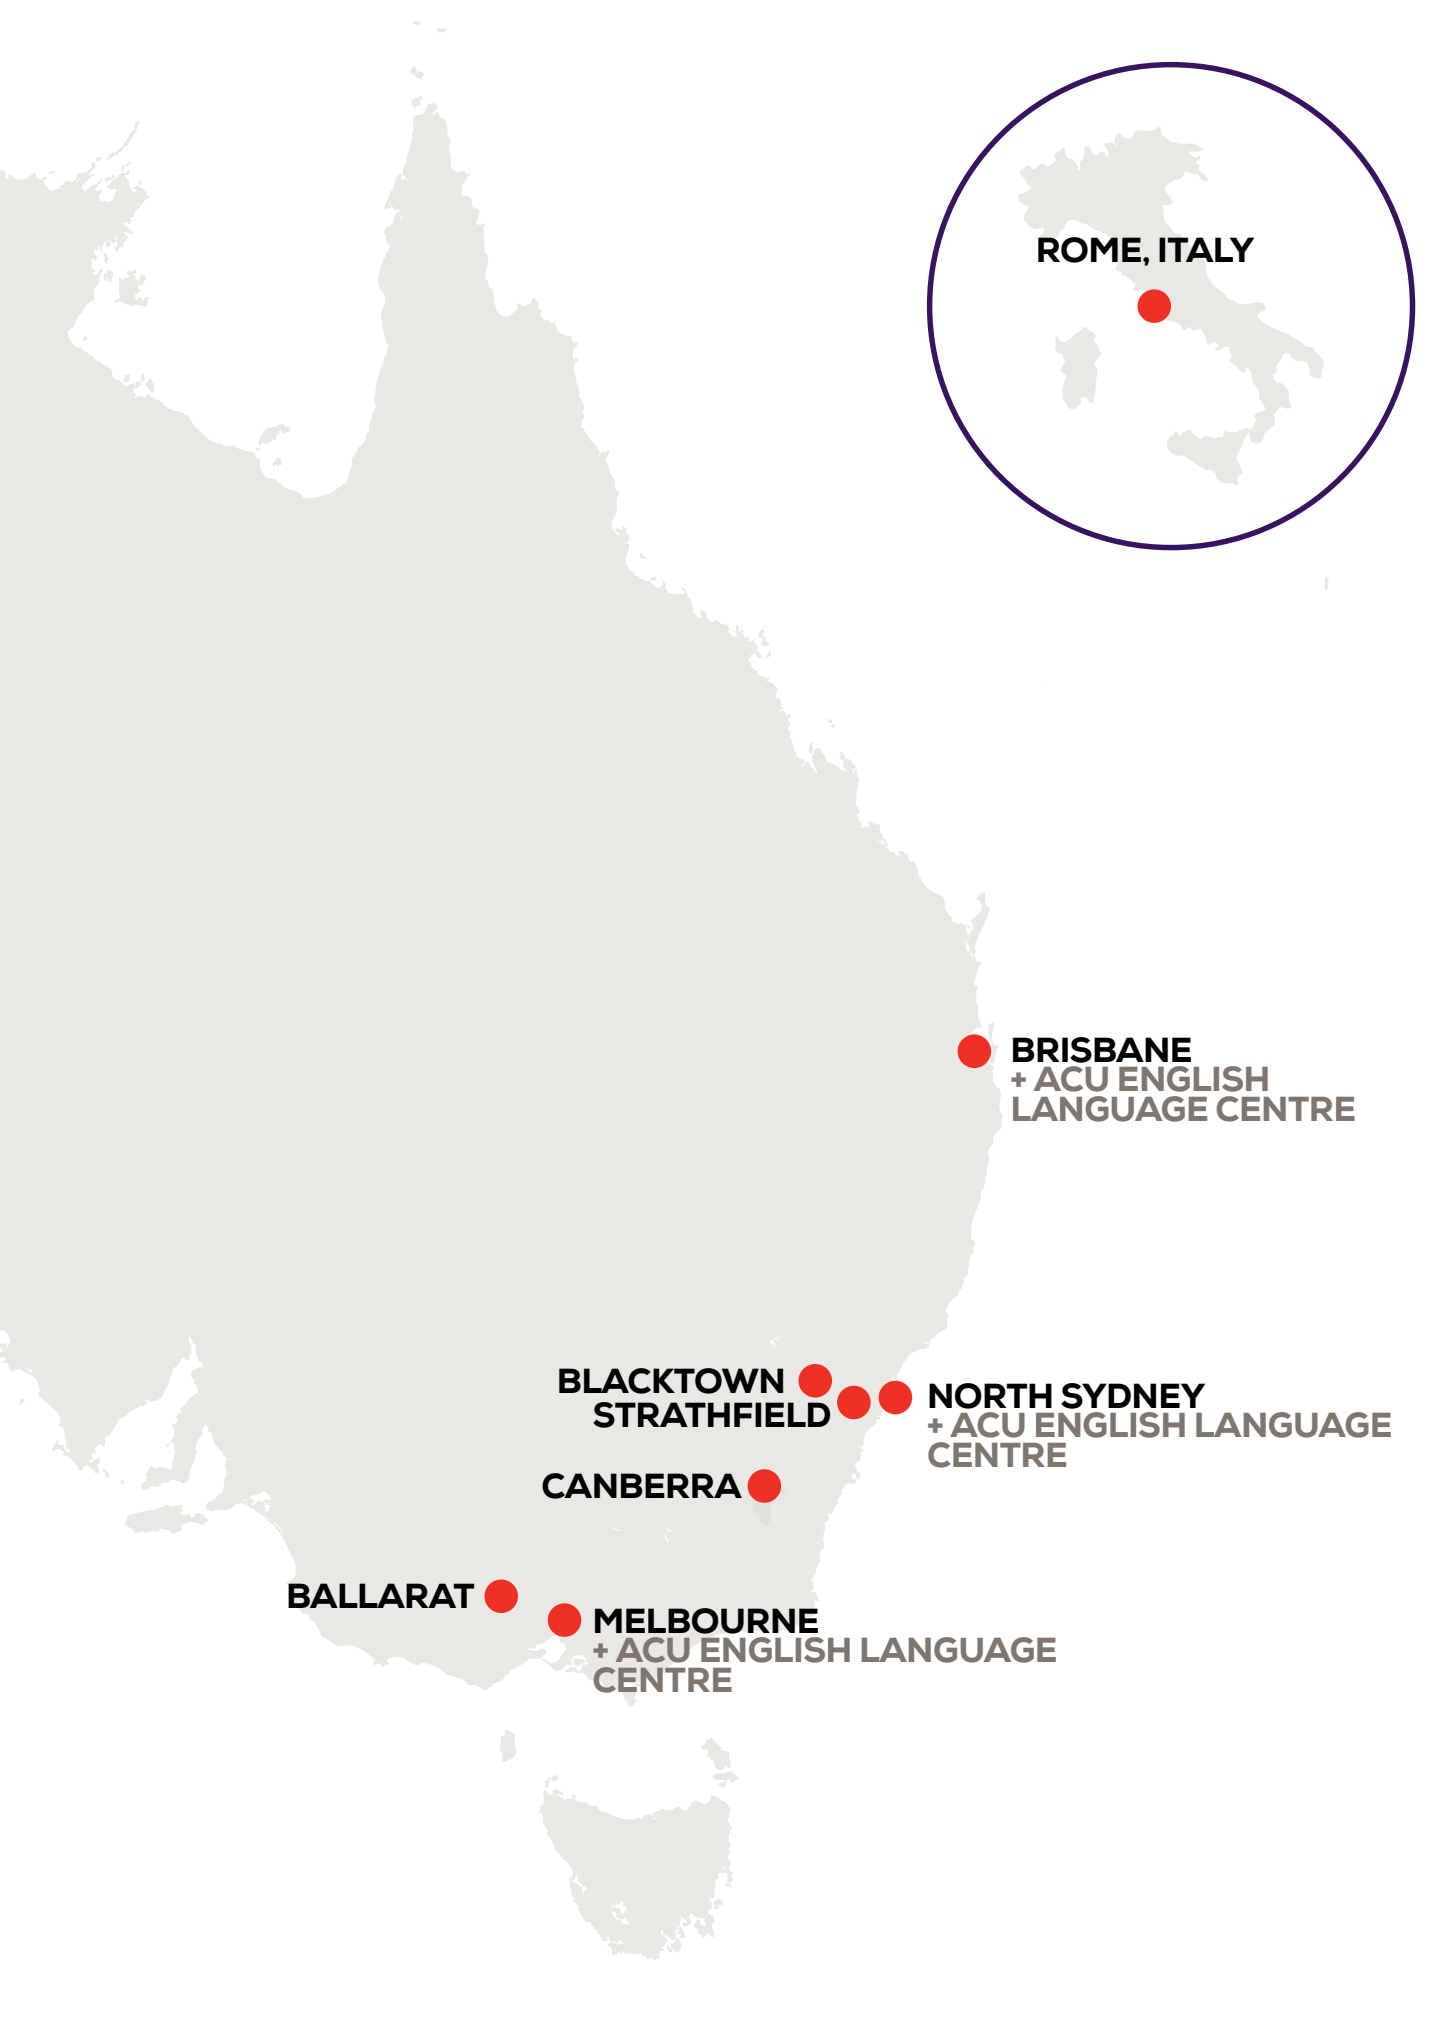 ROME, ITALY
BRISBANE
+ ACU ENGLISH
LANGUAGE CENTRE
BLACKTOWN
STRATHFIELD
NORTH SYDNEY
+ ACU ENGLISH LANGUAGE
CENTRE
CANBERRA
BALLARAT
MELBOURNE
+ ACU ENGLISH LANGUAGE
CENTRE